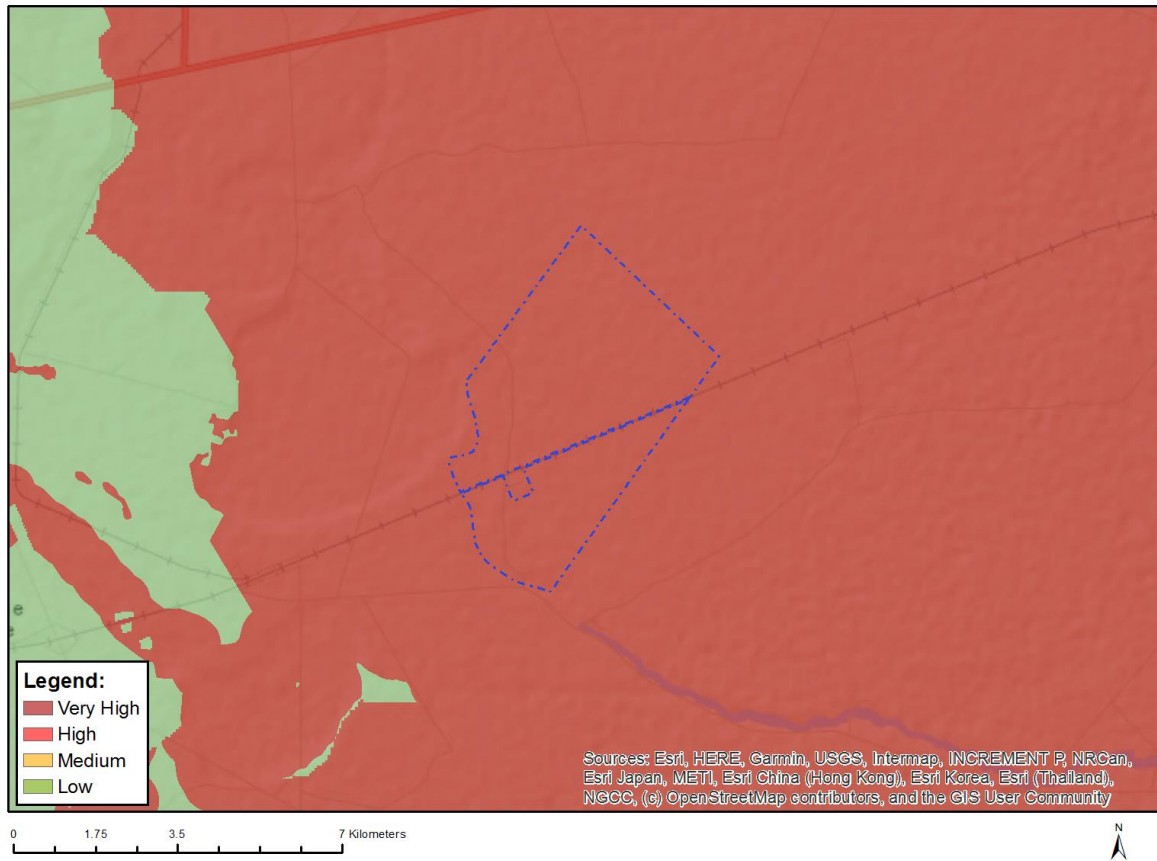 Legend:
Very High
High
Medium
Low
Sources: Esri, HERE, Garmin, USGS, Intermap, INCREMENT P, NRCan,
Esri Japan, METI, Esri China (Hong Kong), Esri Korea, Esri (Thailand),
NGCC, (c) OpenStreetMap contributors, and the GIS User Community
0 1.75 3.5 7 Kilometers
N